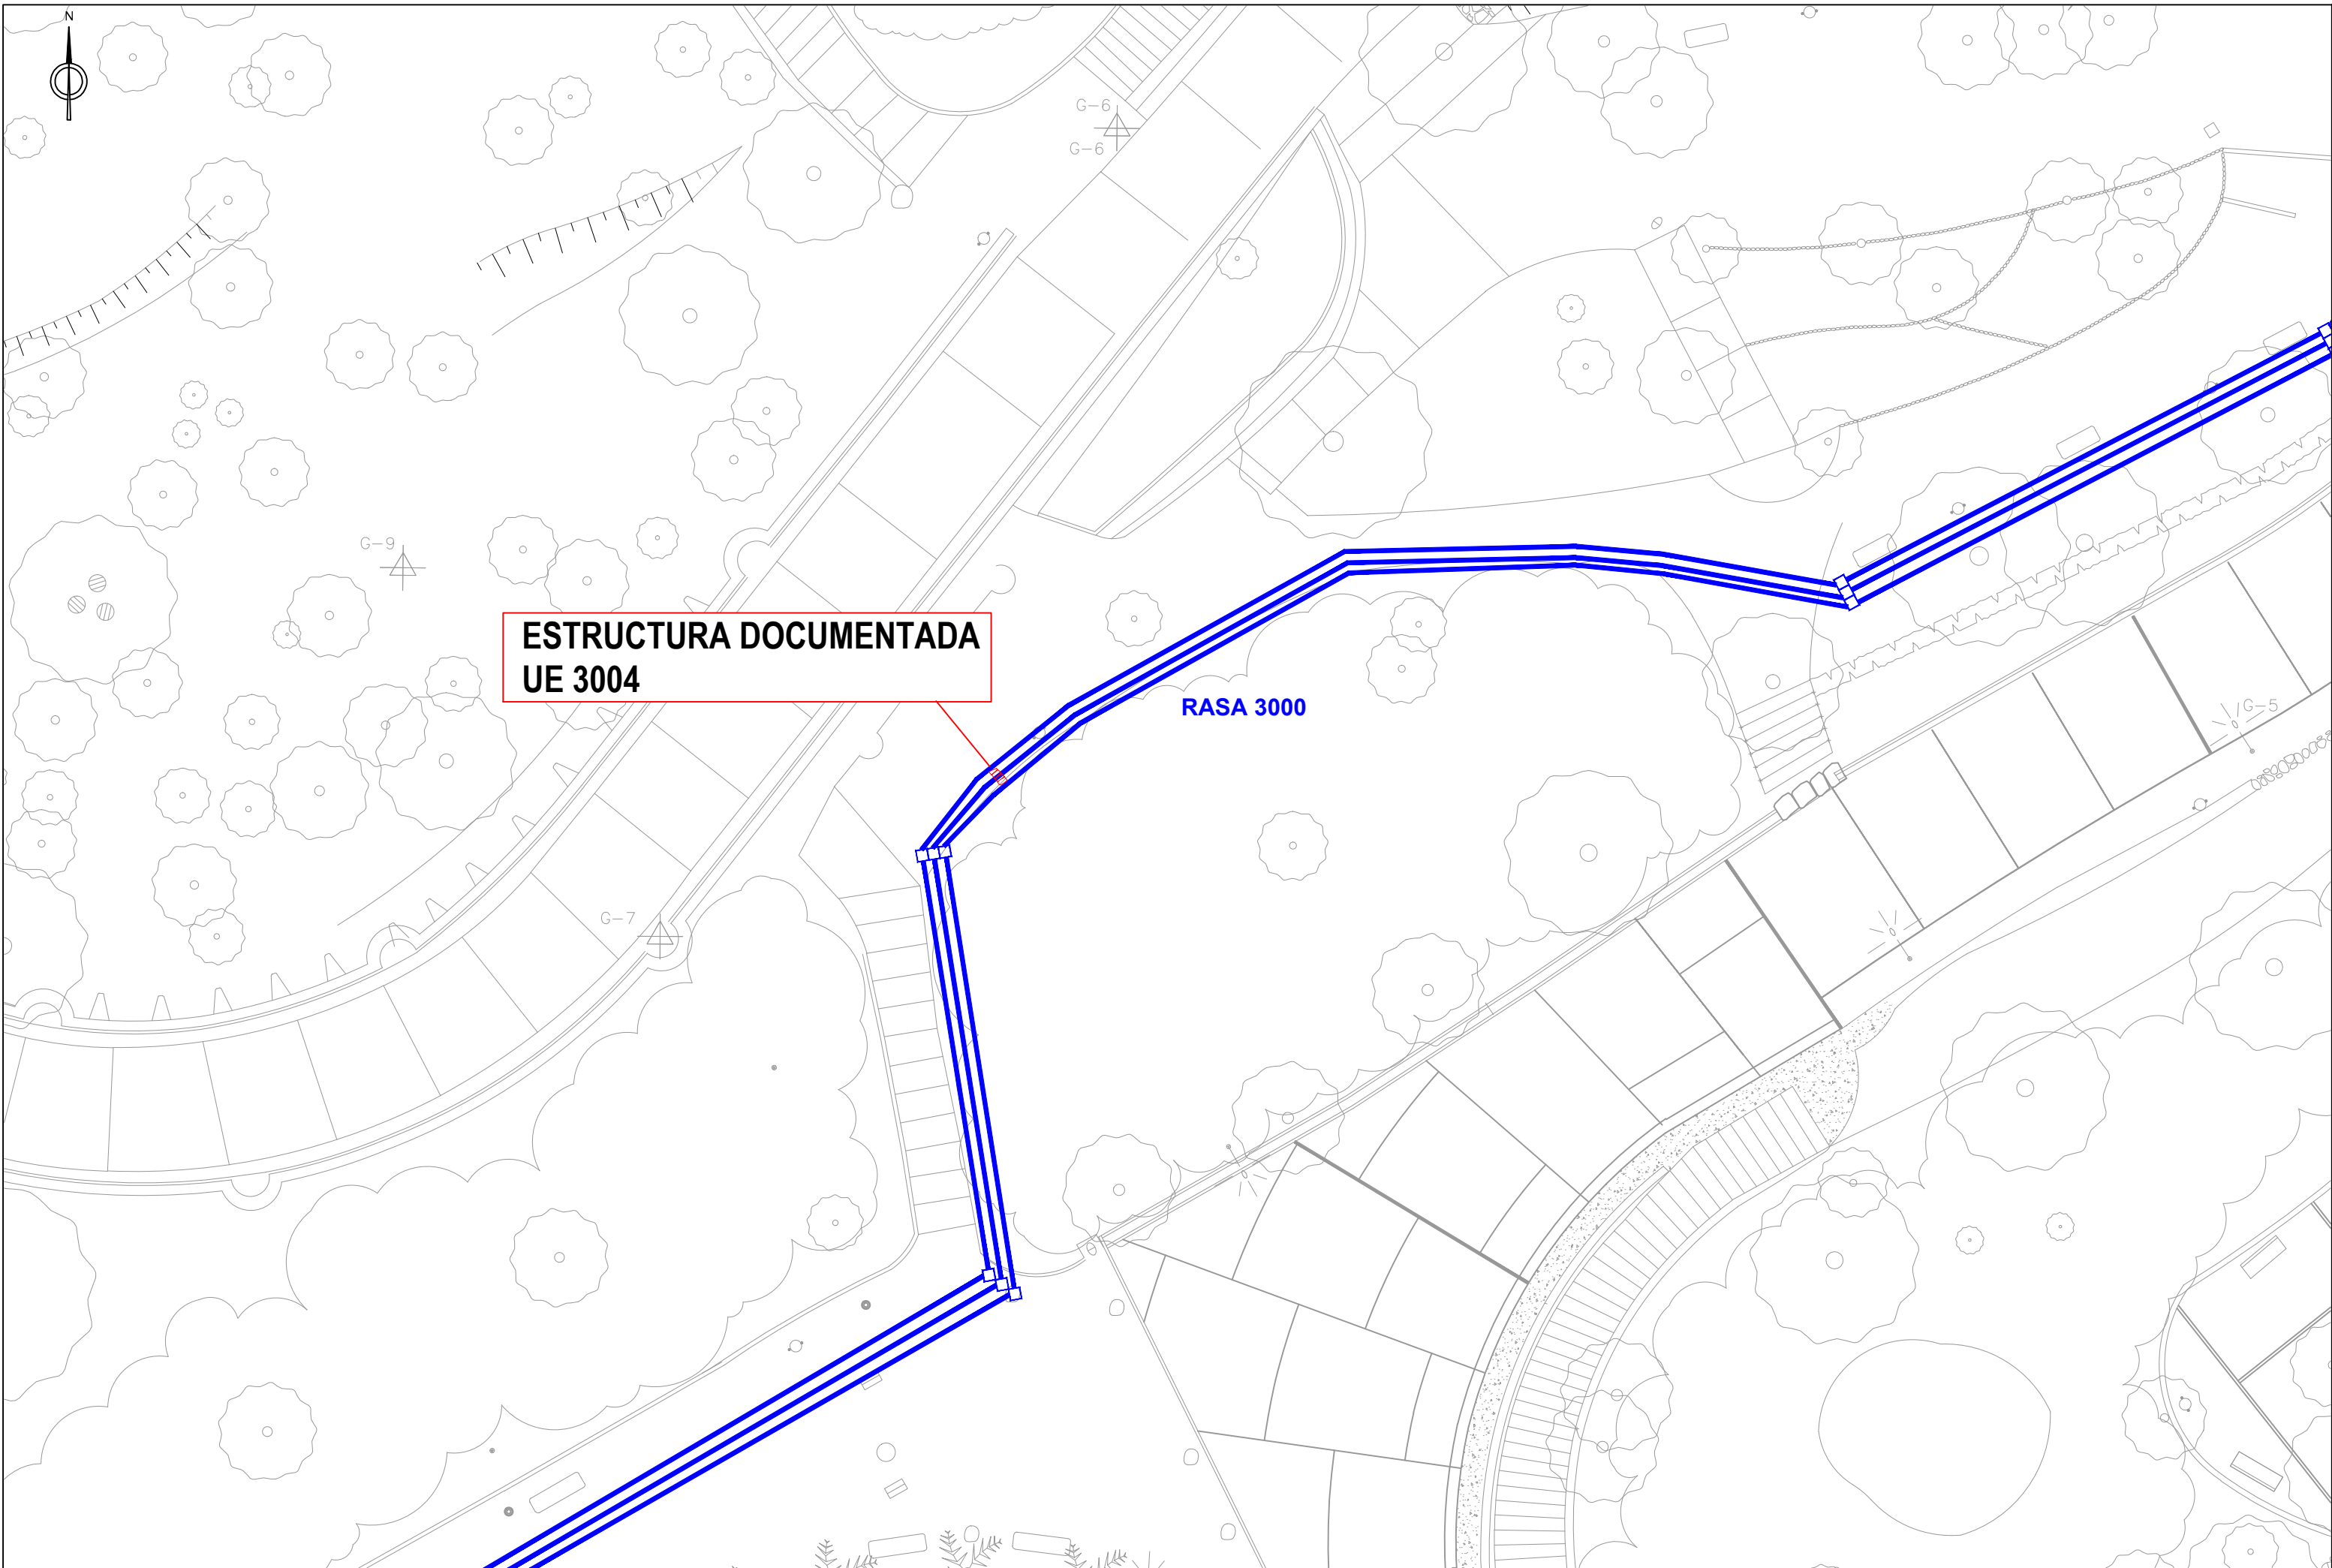 N
G-6
G-6
G-9
ESTRUCTURA DOCUMENTADA
UE 3004
RASA 3000
G-5
G-7